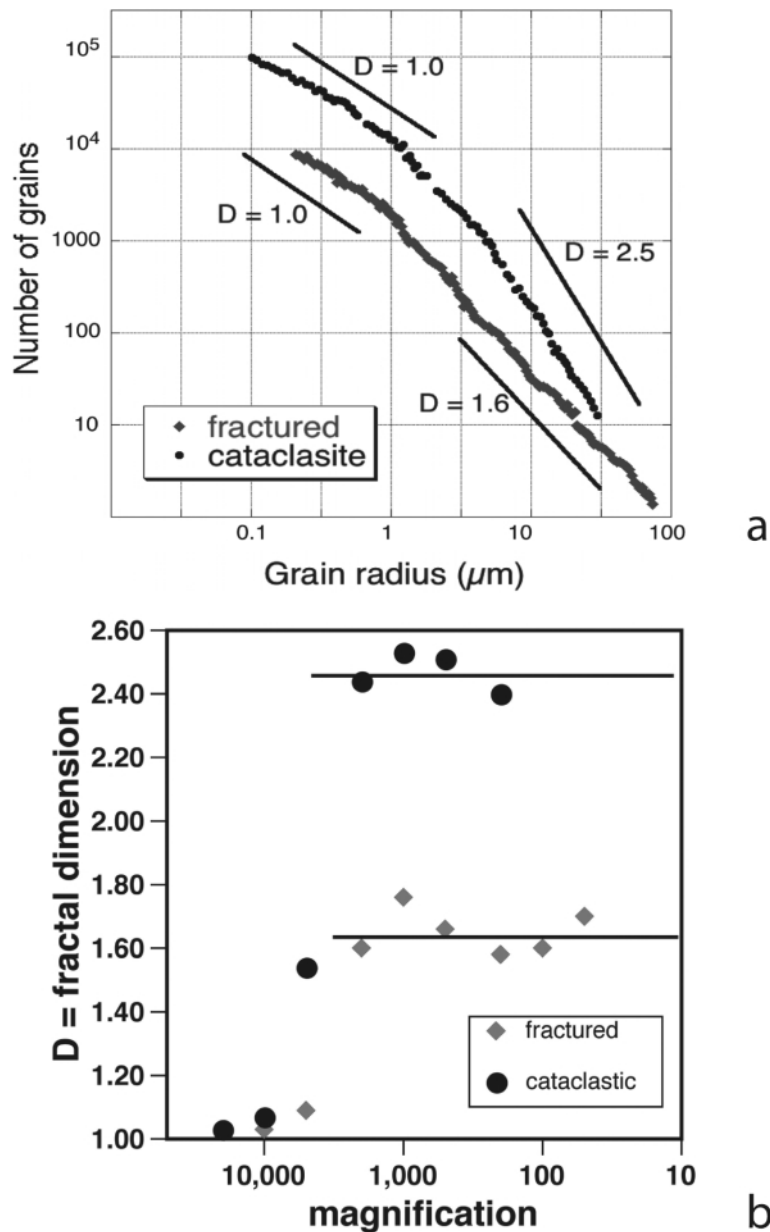 10⁵
D = 1.0
10⁴
D = 1.0
Number of grains
1000
D = 2.5
100
D = 1.6
10
fractured
cataclasite
0.1 1 10 100
a
Grain radius (µm)
2.60
2.40
2.20
2.00
D = fractal dimension
1.80
1.60
1.40
fractured
1.20
cataclastic
1.00
10,000 1,000 100 10
magnification
b